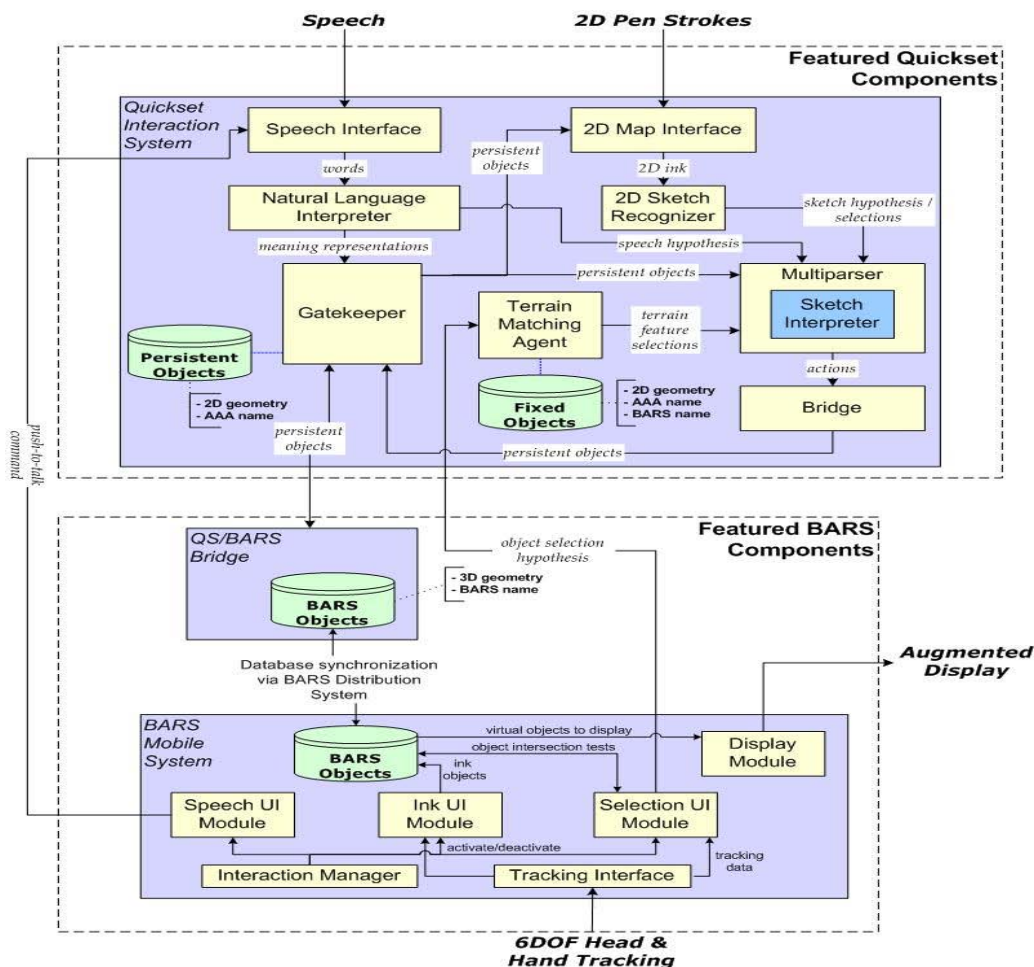 Speech
2D Pen Strokes
Featured Quickset
Components
Quickset
Interaction
System
Speech Interface
2D Map Interface
persistent
objects
words
2D ink
Natural Language
Interpreter
2D Sketch
Recognizer
sketch hypothesis /
selections
meaning representations
speech hypothesis
Gatekeeper
persistent objects
Multiparser
Sketch
Interpreter
Terrain
Matching
Agent
terrain
feature
selections
Persistent
Objects
actions
- 2D geometry
- AAA name
Fixed
Objects
- 2D geometry
- AAA name
- BARS name
Bridge
persistent
objects
persistent objects
push-to-talk
command
Featured BARS
Components
QS/BARS
Bridge
object selection
hypothesis
- 3D geometry
- BARS name
BARS
Objects
Augmented
Display
Database synchronization
via BARS Distribution
System
BARS
Mobile
System
virtual objects to display
Display
Module
object intersection tests
BARS
Objects
ink
objects
Speech UI
Module
Ink UI
Module
Selection UI
Module
activate/deactivate
tracking
data
Interaction Manager
Tracking Interface
6DOF Head &
Hand Tracking